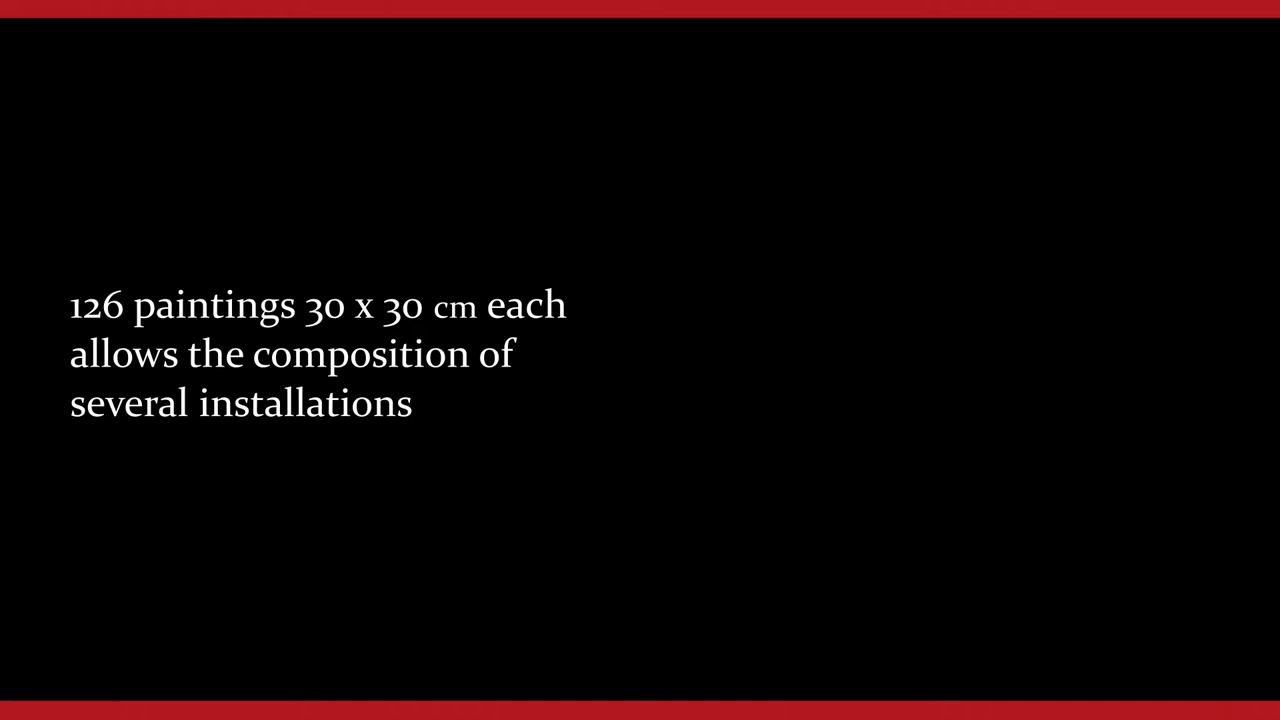 126 paintings 30 x 30 cm each
allows the composition of
several installations